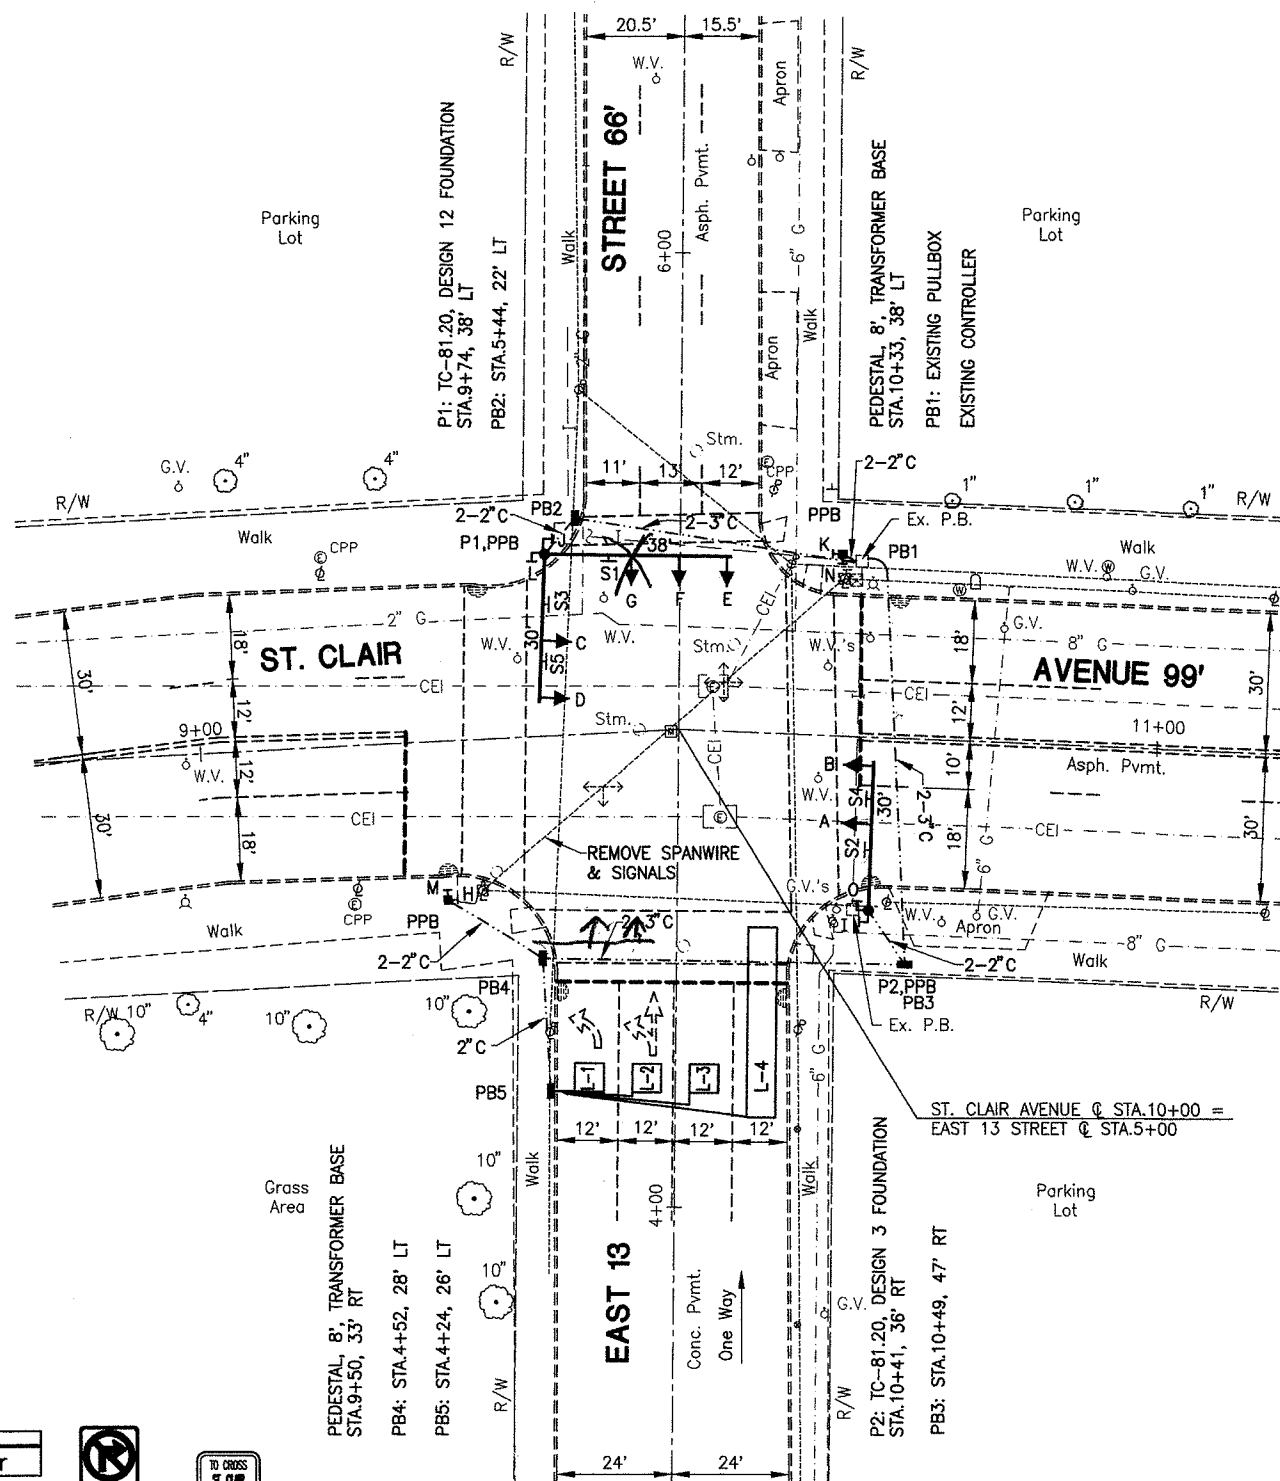 20.5'
15.5'
R/W
R/W
W.V.
Apron
STREET 66'
Asph. Pvmt.
6+00
Walk
Parking
Lot
Parking
Lot
P1: TC-81.20, DESIGN 12 FOUNDATION
STA.9+74, 38' LT
PB2: STA.5+44, 22' LT
PEDESTAL, 8', TRANSFORMER BASE
STA.10+33, 38' LT
PB1: EXISTING PULLBOX
EXISTING CONTROLLER
6" G
Walk
Apron
2" G
Stm.
11'
13'
12'
CPP
2-2"C
G.V.
4"
4"
1"
1"
1"
R/W
R/W
PB2
2-2"C
2-3"C
PPB
Ex. P.B.
Walk
CPP
P1,PPB
J
38'
K
PB1
Walk
L
S1
N
W.V.
G.V.
G
F
E
CEI
S3
2" G
W.V.
30'
C
W.V.
S5
D
Stm.
W.V.'s
G.V.
8" G
18'
ST. CLAIR
AVENUE 99'
18'
30'
CEI
CEI
30'
12'
12'
9+00
Stm.
11+00
W.V.
12'
CEI
B
10'
Asph. Pvmt.
W.V.
S4
30'
2-3"C
30'
18'
CEI
A
CEI
30'
S2
18'
6" G
REMOVE SPANWIRE
& SIGNALS
M
H
G.V.'s
O
CPP
PPB
I
W.V.
G.V.
Apron
Walk
2-3"C
8" G
2-2"C
2-2"C
Walk
PB4
P2,PPB
PB3
R/W
10"
4"
10"
10"
R/W
Ex. P.B.
2"C
PB5
L-1
L-2
L-3
L-4
6" G
ST. CLAIR AVENUE ℄ STA.10+00 =
EAST 13 STREET ℄ STA.5+00
12'
12'
12'
12'
10"
Walk
Walk
Grass
Area
4+00
Parking
Lot
PEDESTAL, 8', TRANSFORMER BASE
STA.9+50, 33' RT
PB4: STA.4+52, 28' LT
PB5: STA.4+24, 26' LT
10"
EAST 13
Conc. Pvmt.
One Way
G.V.
P2: TC-81.20, DESIGN 3 FOUNDATION
STA.10+41, 36' RT
PB3: STA.10+49, 47' RT
R/W
R/W
24'
24'
TO CROSS